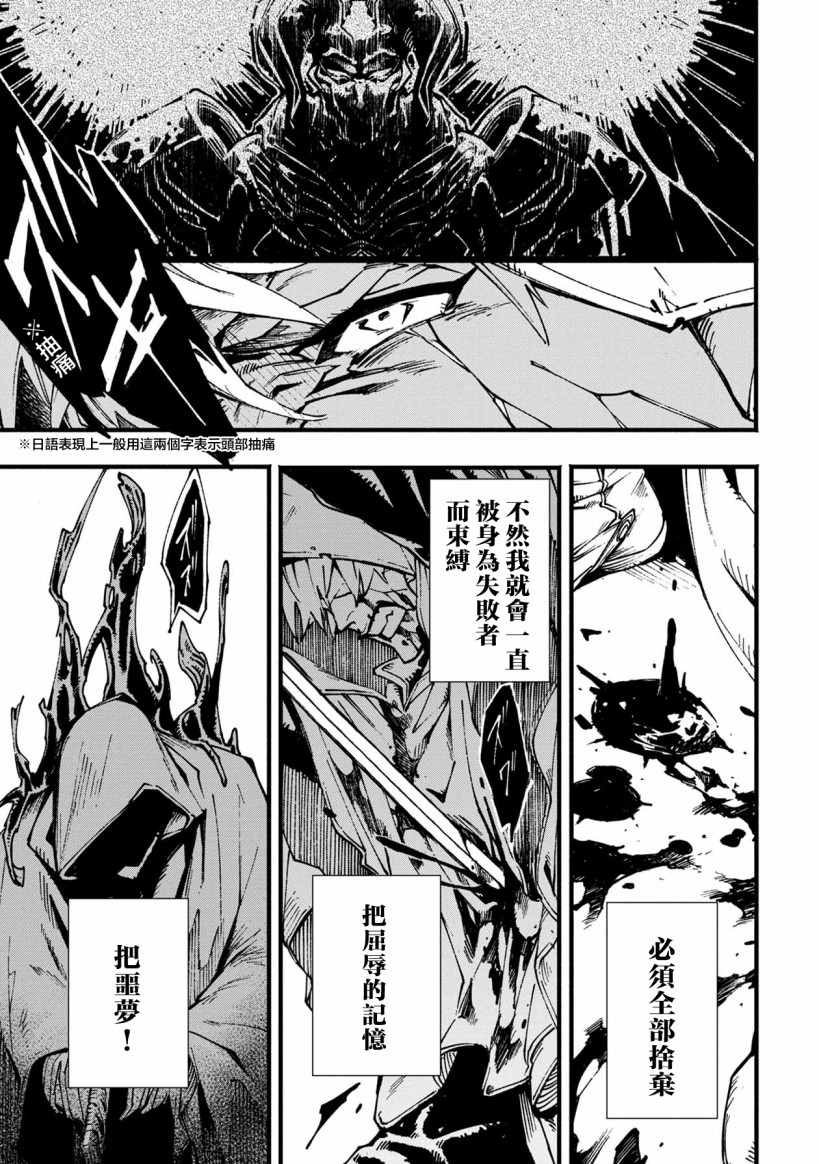 ズキ
※抽痛
※日語表現上一般用這兩個字表示頭部抽痛
必須全部捨棄
不然我就會一直
被身為失敗者
而束縛
把屈辱的記憶
把噩夢！